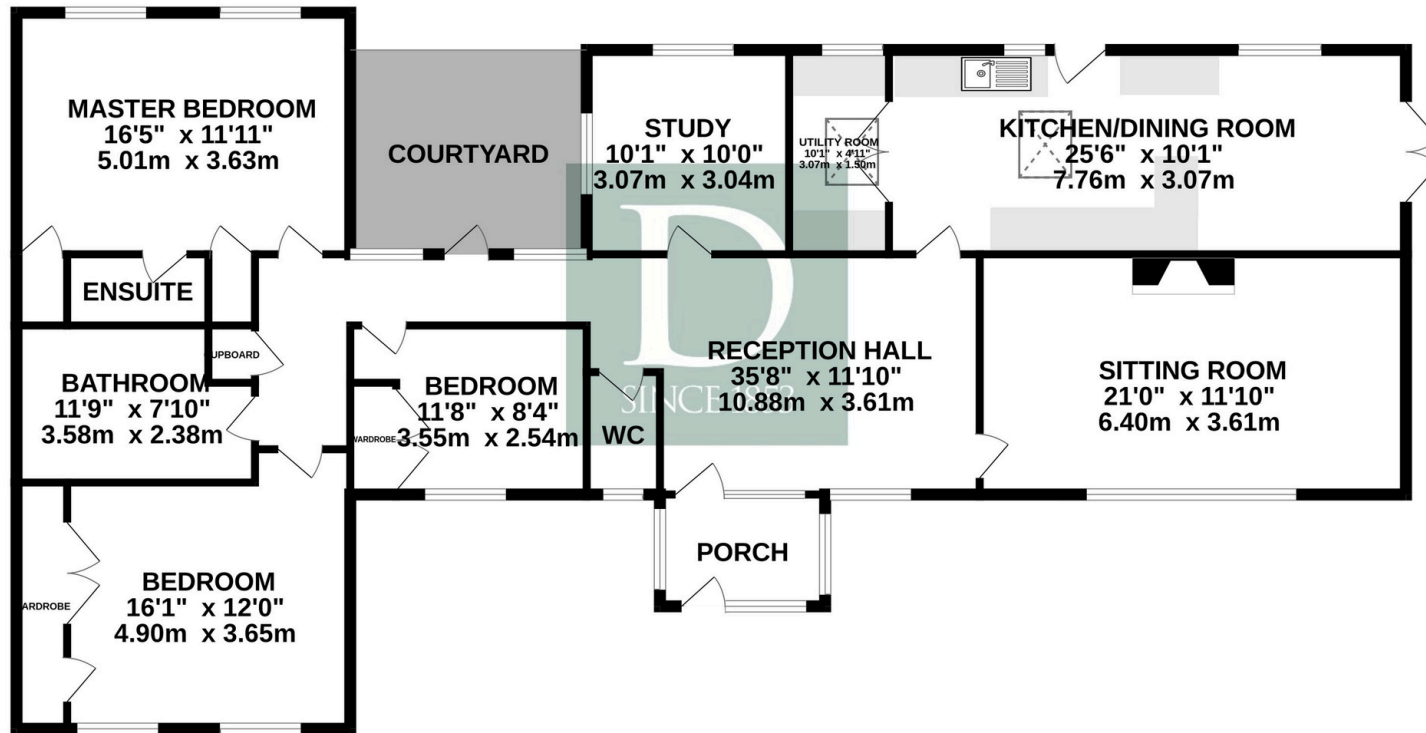 MASTER BEDROOM
16'5" x 11'11"
5.01m x 3.63m
COURTYARD
STUDY
10'1" x 10'0"
3.07m x 3.04m
UTILITY ROOM
10'1" x 4'11"
3.07m x 1.50m
KITCHEN/DINING ROOM
25'6" x 10'1"
7.76m x 3.07m
ENSUITE
CUPBOARD
BATHROOM
11'9" x 7'10"
3.58m x 2.38m
BEDROOM
11'8" x 8'4"
3.55m x 2.54m
WARDROBE
D
SINCE 1853
WC
RECEPTION HALL
35'8" x 11'10"
10.88m x 3.61m
SITTING ROOM
21'0" x 11'10"
6.40m x 3.61m
PORCH
BEDROOM
16'1" x 12'0"
4.90m x 3.65m
ARDROBE